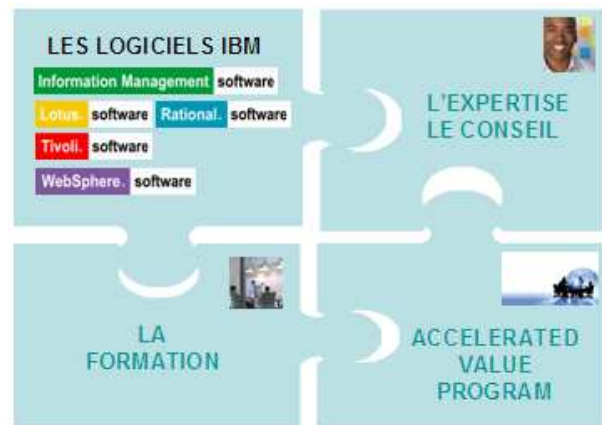 LES LOGICIELS IBM
Information Management software
Lotus. software Rational. software
Tivoli. software
WebSphere. software
L'EXPERTISE
LE CONSEIL
LA
FORMATION
ACCELERATED
VALUE
PROGRAM